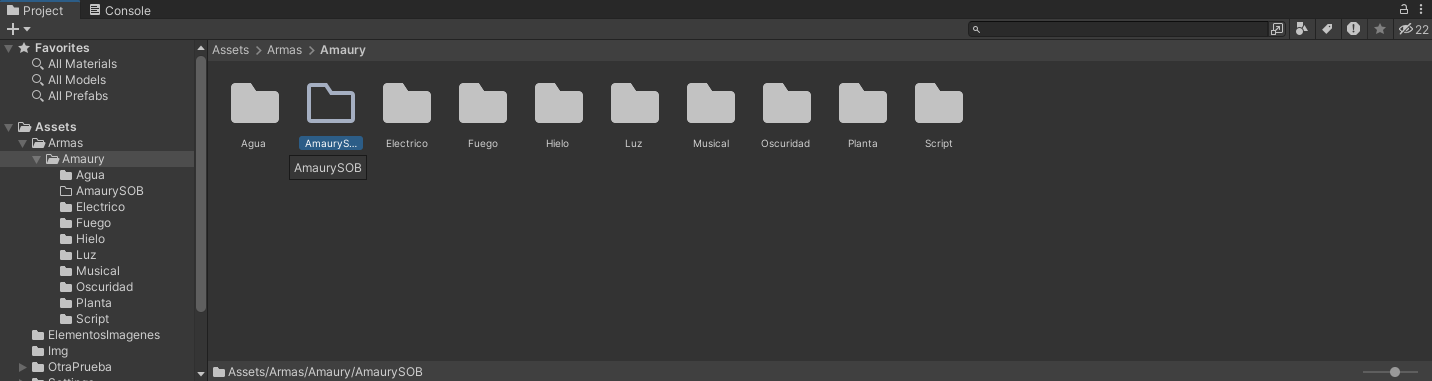 Project
Console
22
Favorites
All Materials
All Models
All Prefabs
Assets
Armas
Amaury
Agua
AmaurySOB
Electrico
Fuego
Hielo
Luz
Musical
Oscuridad
Planta
Script
ElementosImagenes
Img
OtraPrueba
Settings
Assets > Armas > Amaury
Agua AmauryS... Electrico Fuego Hielo Luz Musical Oscuridad Planta Script
AmaurySOB
Assets/Armas/Amaury/AmaurySOB